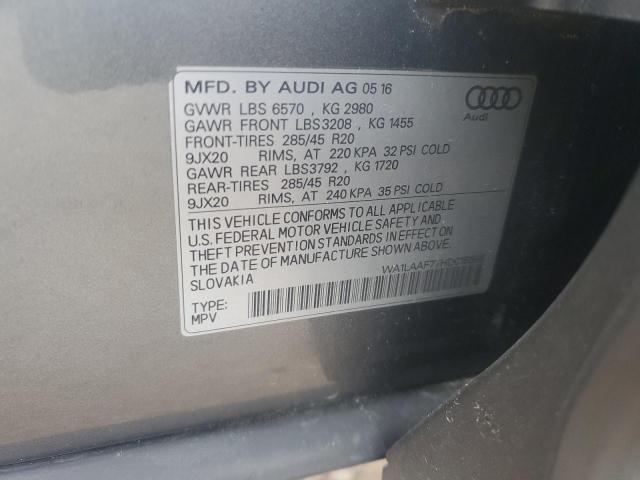 MFD. BY AUDI AG 05 16
GVWR LBS 6570 , KG 2980
GAWR FRONT LBS3208 , KG 1455
FRONT-TIRES 285/45 R20
9JX20 RIMS, AT 220 KPA 32 PSI COLD
GAWR REAR LBS3792 , KG 1720
REAR-TIRES 285/45 R20
9JX20 RIMS, AT 240 KPA 35 PSI COLD
Audi
THIS VEHICLE CONFORMS TO ALL APPLICABLE
U.S. FEDERAL MOTOR VEHICLE SAFETY AND
THEFT PREVENTION STANDARDS IN EFFECT ON
THE DATE OF MANUFACTURE SHOWN ABOVE.
SLOVAKIA
TYPE:
MPV